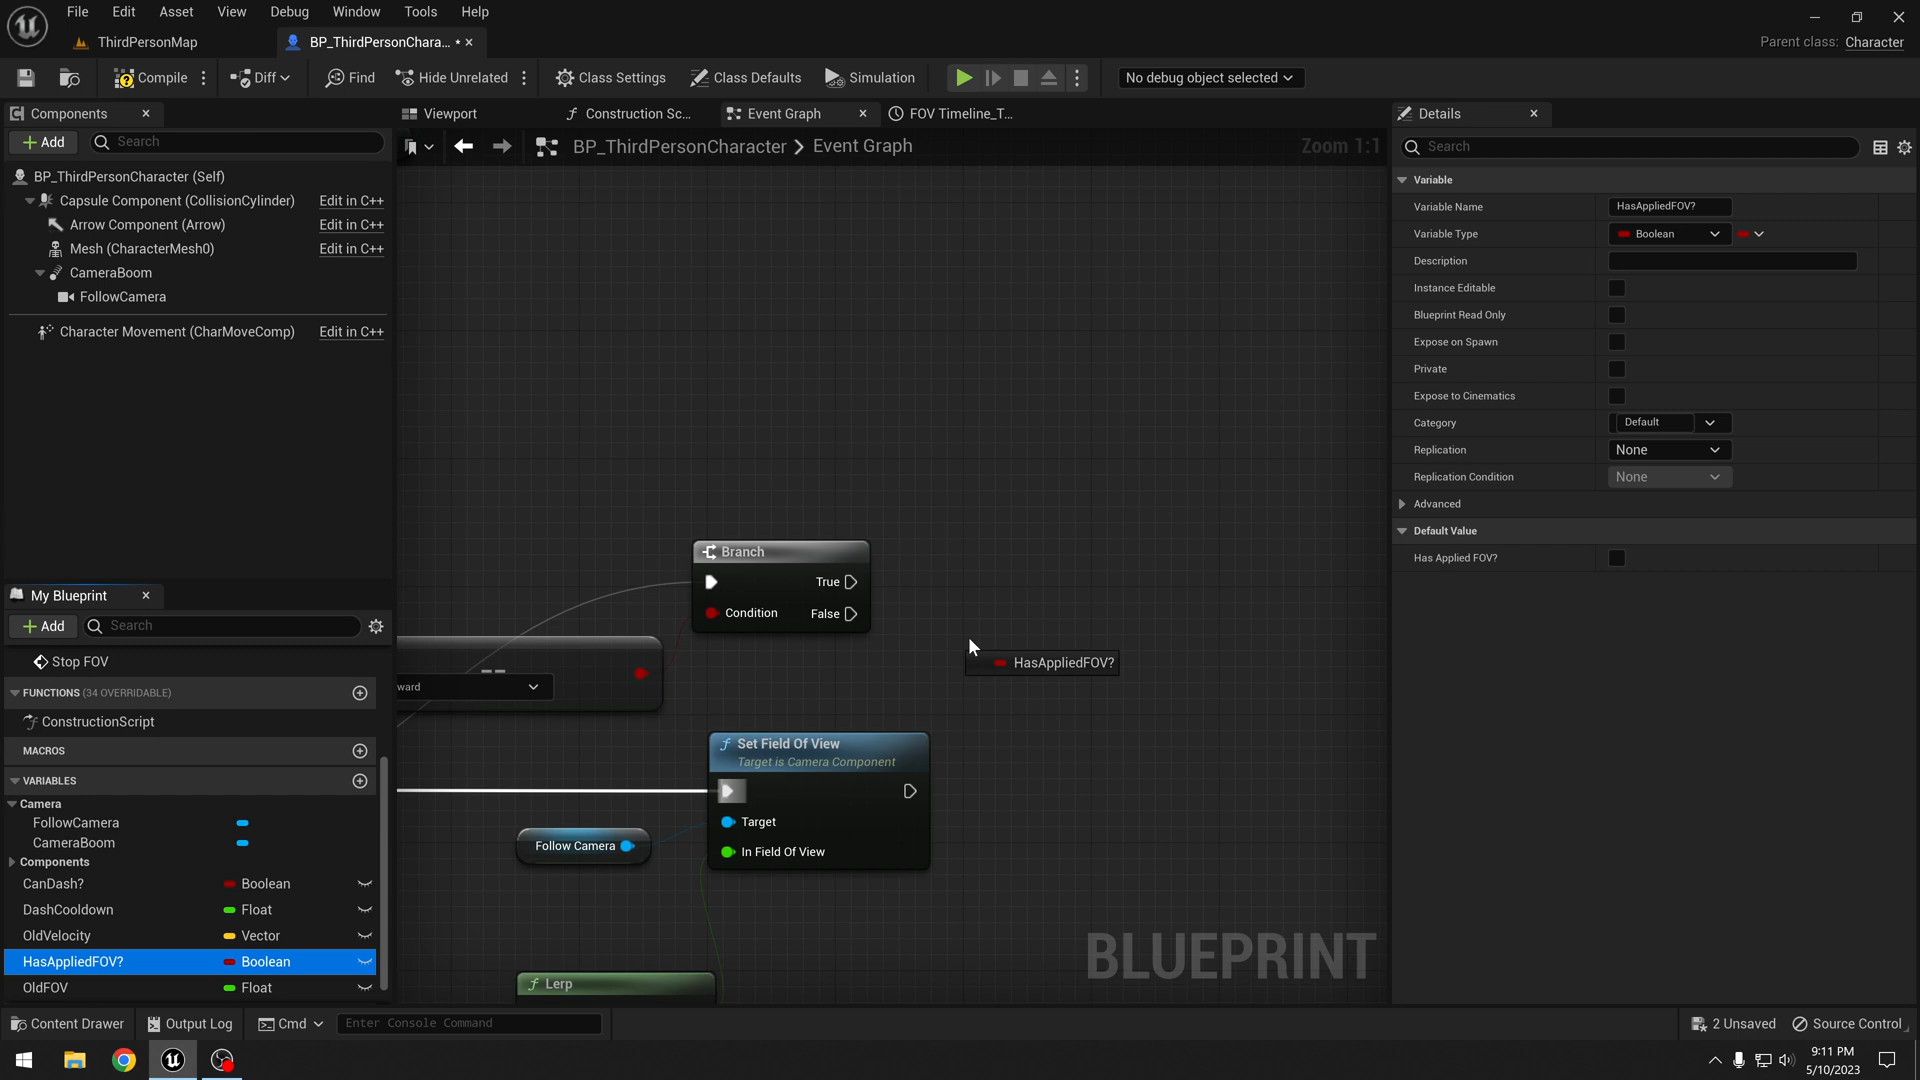 File Edit Asset View Debug Window Tools Help
ThirdPersonMap
BP_ThirdPersonChara... *
Parent class: Character
Compile
Diff
Find
Hide Unrelated
Class Settings
Class Defaults
Simulation
No debug object selected
Components
Viewport
Construction Sc...
Event Graph
FOV Timeline_T...
Details
Add
Search
BP_ThirdPersonCharacter > Event Graph
Zoom 1:1
Search
BP_ThirdPersonCharacter (Self)
Capsule Component (CollisionCylinder) Edit in C++
Arrow Component (Arrow) Edit in C++
Mesh (CharacterMesh0) Edit in C++
CameraBoom
FollowCamera
Character Movement (CharMoveComp) Edit in C++
Variable
Variable Name HasAppliedFOV?
Variable Type Boolean
Description
Instance Editable
Blueprint Read Only
Expose on Spawn
Private
Expose to Cinematics
Category Default
Replication None
Replication Condition None
Advanced
Default Value
Has Applied FOV?
Branch
True
Condition False
HasAppliedFOV?
==
ward
Set Field Of View
Target is Camera Component
Target
Follow Camera
In Field Of View
Lerp
BLUEPRINT
My Blueprint
Add
Search
Stop FOV
FUNCTIONS (34 OVERRIDABLE)
ConstructionScript
MACROS
VARIABLES
Camera
FollowCamera
CameraBoom
Components
CanDash? Boolean
DashCooldown Float
OldVelocity Vector
HasAppliedFOV? Boolean
OldFOV Float
Content Drawer
Output Log
Cmd
Enter Console Command
2 Unsaved
Source Control
9:11 PM
5/10/2023